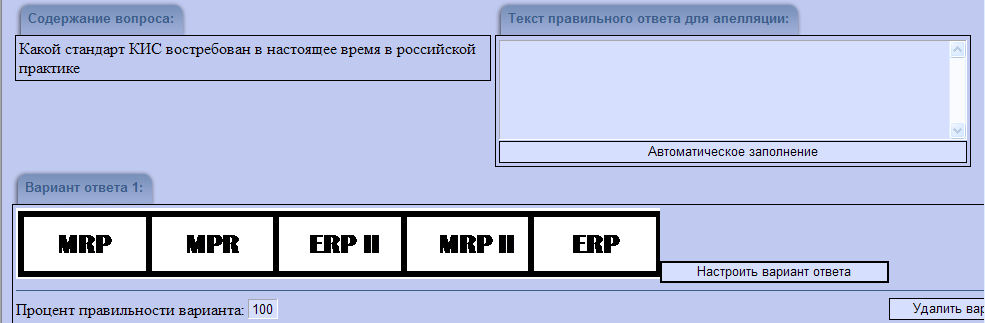 Содержание вопроса:
Текст правильного ответа для апелляции:
Какой стандарт КИС востребован в настоящее время в российской
практике
Автоматическое заполнение
Вариант ответа 1:
MRP MPR ERP II MRP II ERP
Настроить вариант ответа
Процент правильности варианта: 100
Удалить вар